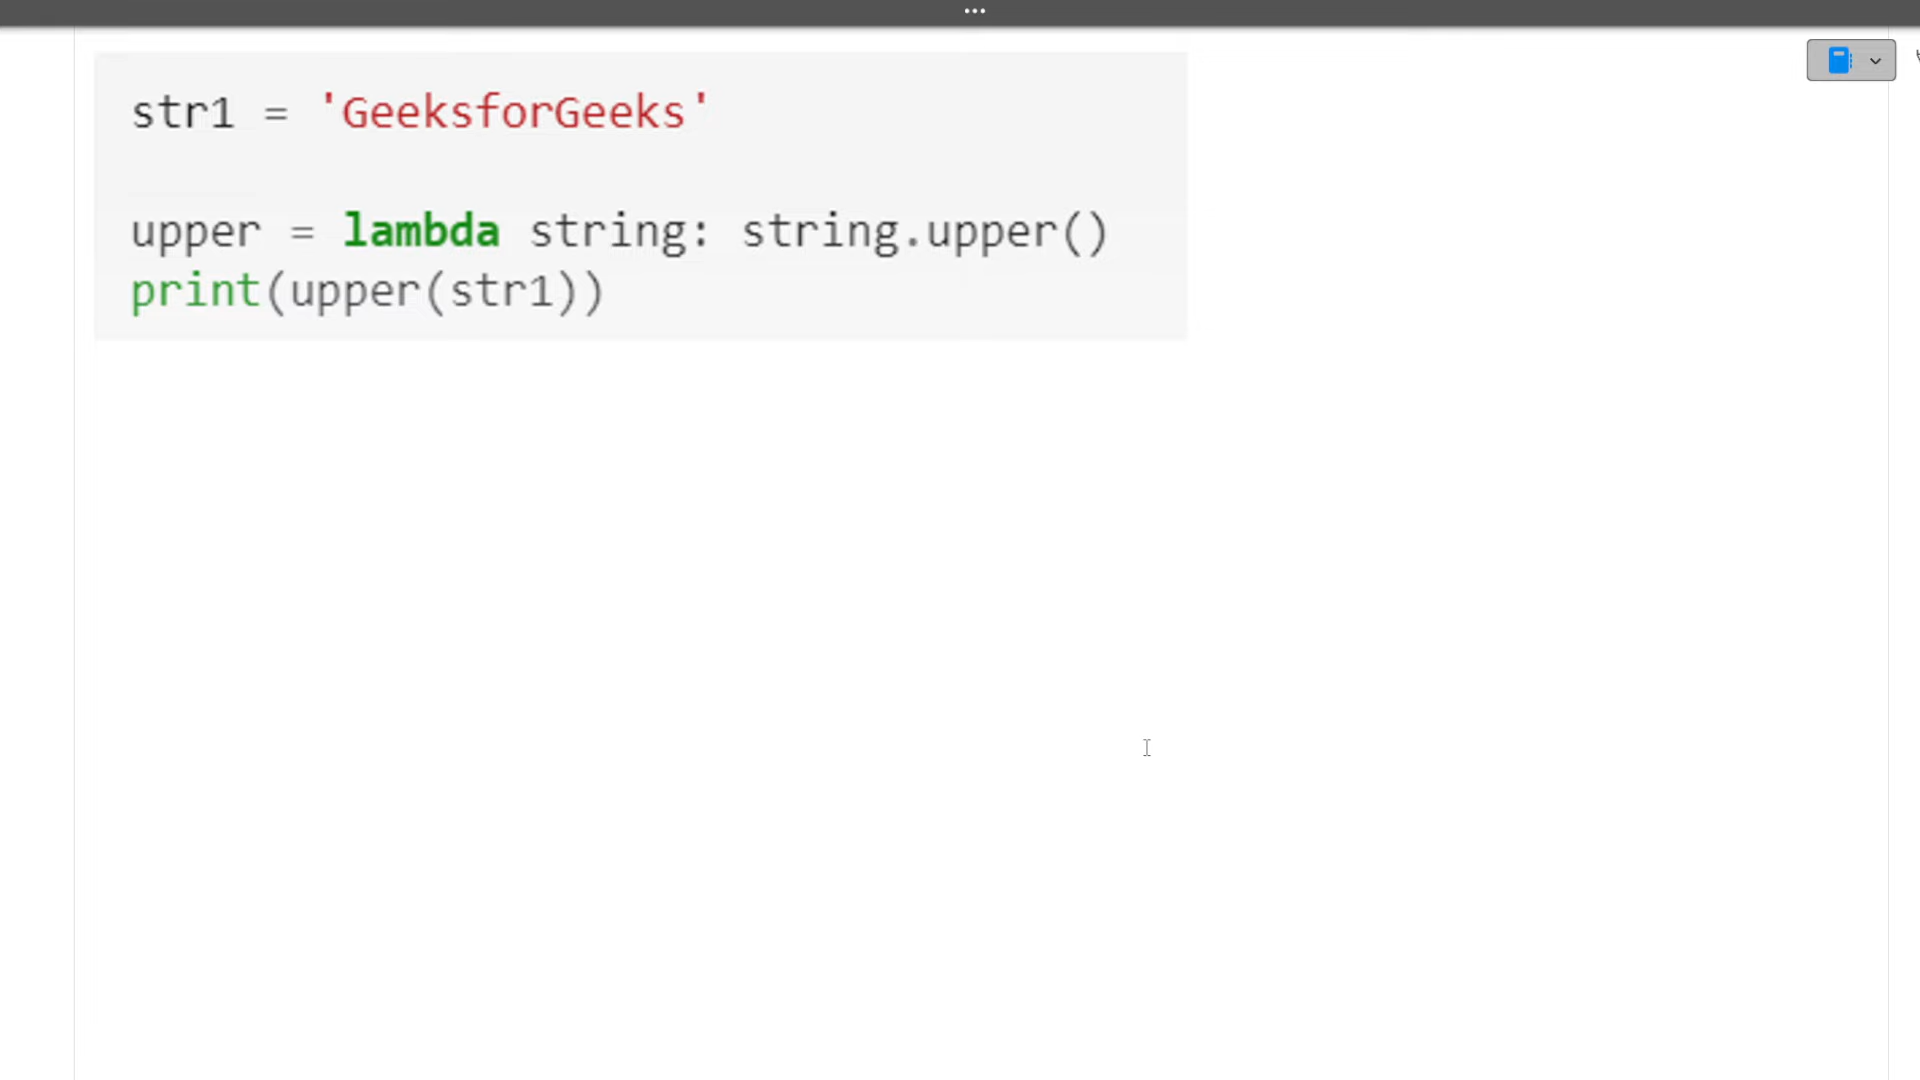 str1 = 'GeeksforGeeks'
upper = lambda string: string.upper()
print(upper(str1))